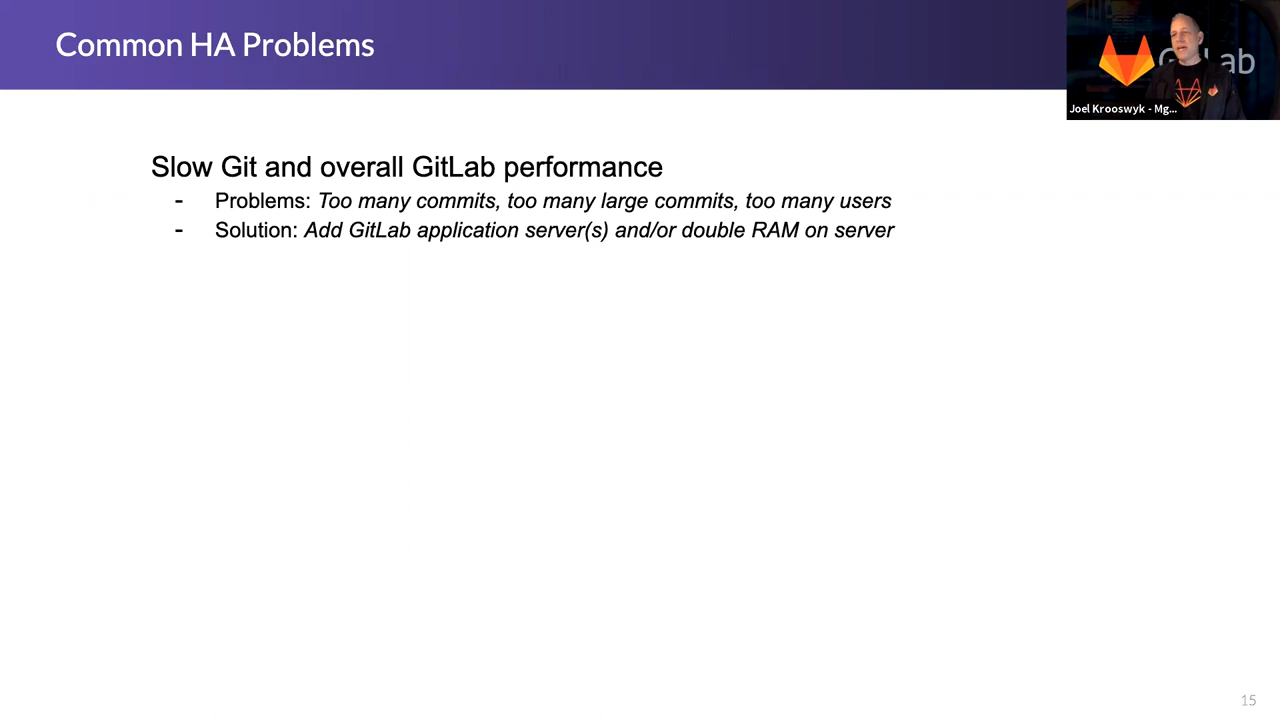 Common HA Problems
Joel Krooswyk - Mg...
Slow Git and overall GitLab performance
- Problems: Too many commits, too many large commits, too many users
- Solution: Add GitLab application server(s) and/or double RAM on server
15